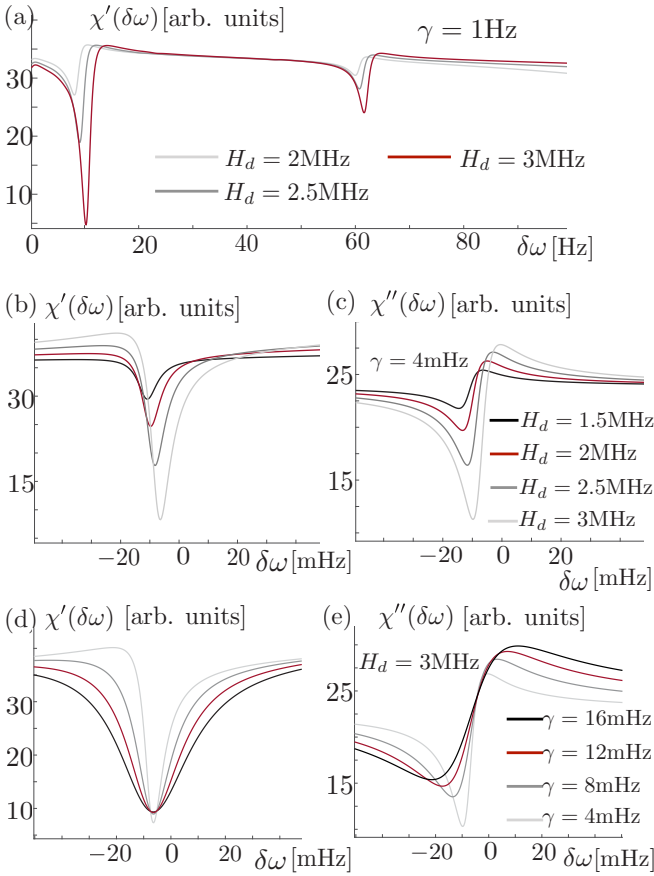 (a) χ′(δω) [arb. units]
γ = 1Hz
30
20
10
H_d = 2MHz
H_d = 3MHz
H_d = 2.5MHz
0 20 40 60 80 δω[Hz]
(b) χ′(δω) [arb. units]
30
15
−20 0 20 δω[mHz]
(c) χ″(δω) [arb. units]
γ = 4mHz
25
15
H_d = 1.5MHz
H_d = 2MHz
H_d = 2.5MHz
H_d = 3MHz
−20 0 20 δω[mHz]
(d) χ′(δω) [arb. units]
30
20
10
−20 0 20 δω[mHz]
(e) χ″(δω) [arb. units]
H_d = 3MHz
25
15
γ = 16mHz
γ = 12mHz
γ = 8mHz
γ = 4mHz
−20 0 20 δω[mHz]